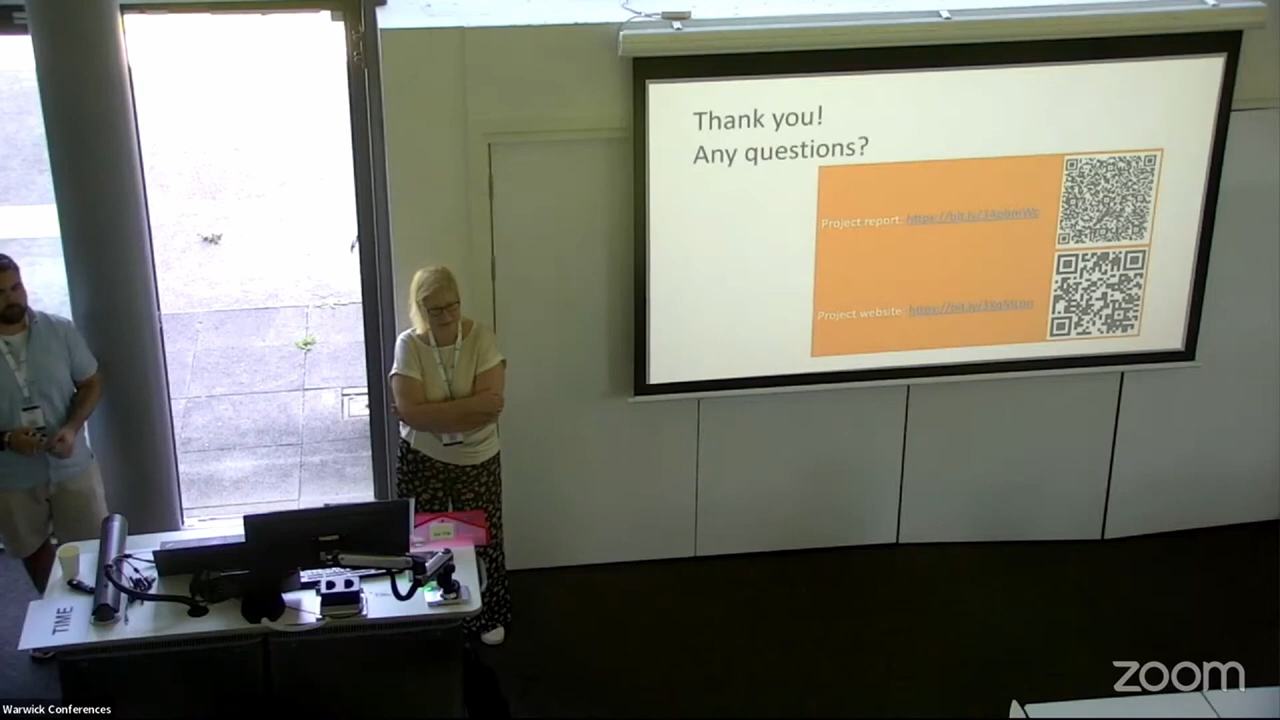 Thank you!
Any questions?
Project report:
Project website:
TIME
zoom
Warwick Conferences